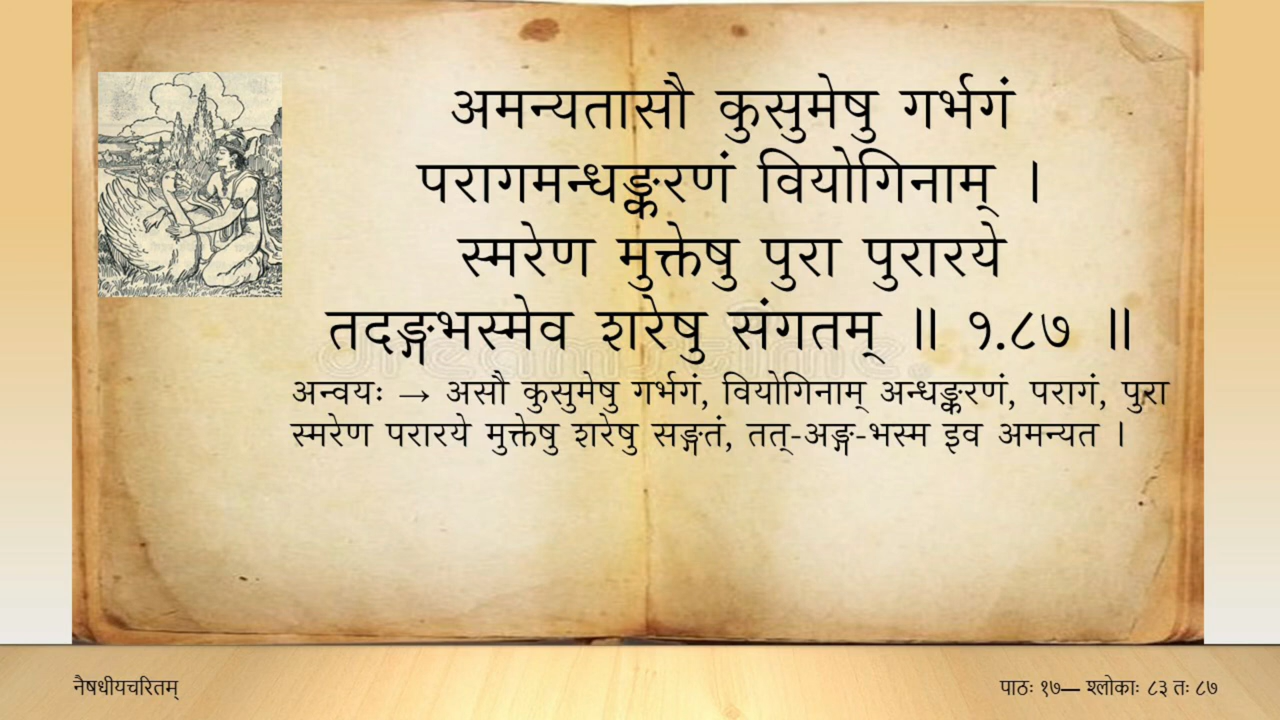 अमन्यतासौ कुसुमेषु गर्भगं
परागमन्धङ्करणं वियोगिनाम् ।
स्मरेण मुक्तेषु पुरा पुरारये
तदङ्गभस्मेव शरेषु संगतम् ॥ १.८७ ॥
अन्वयः → असौ कुसुमेषु गर्भगं, वियोगिनाम् अन्धङ्करणं, परागं, पुरा
स्मरेण परारये मुक्तेषु शरेषु सङ्गतं, तत्-अङ्ग-भस्म इव अमन्यत ।
नैषधीयचरितम्
पाठः १७— श्लोकाः ८३ तः ८७